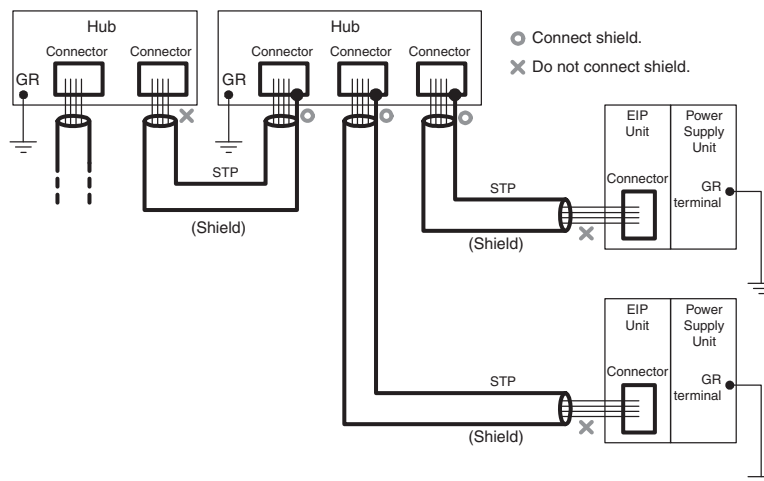 Hub
Connector
Connector
GR
Hub
Connector
Connector
Connector
GR
Connect shield.
Do not connect shield.
STP
(Shield)
STP
(Shield)
EIP
Unit
Power
Supply
Unit
Connector
GR
terminal
STP
(Shield)
EIP
Unit
Power
Supply
Unit
Connector
GR
terminal